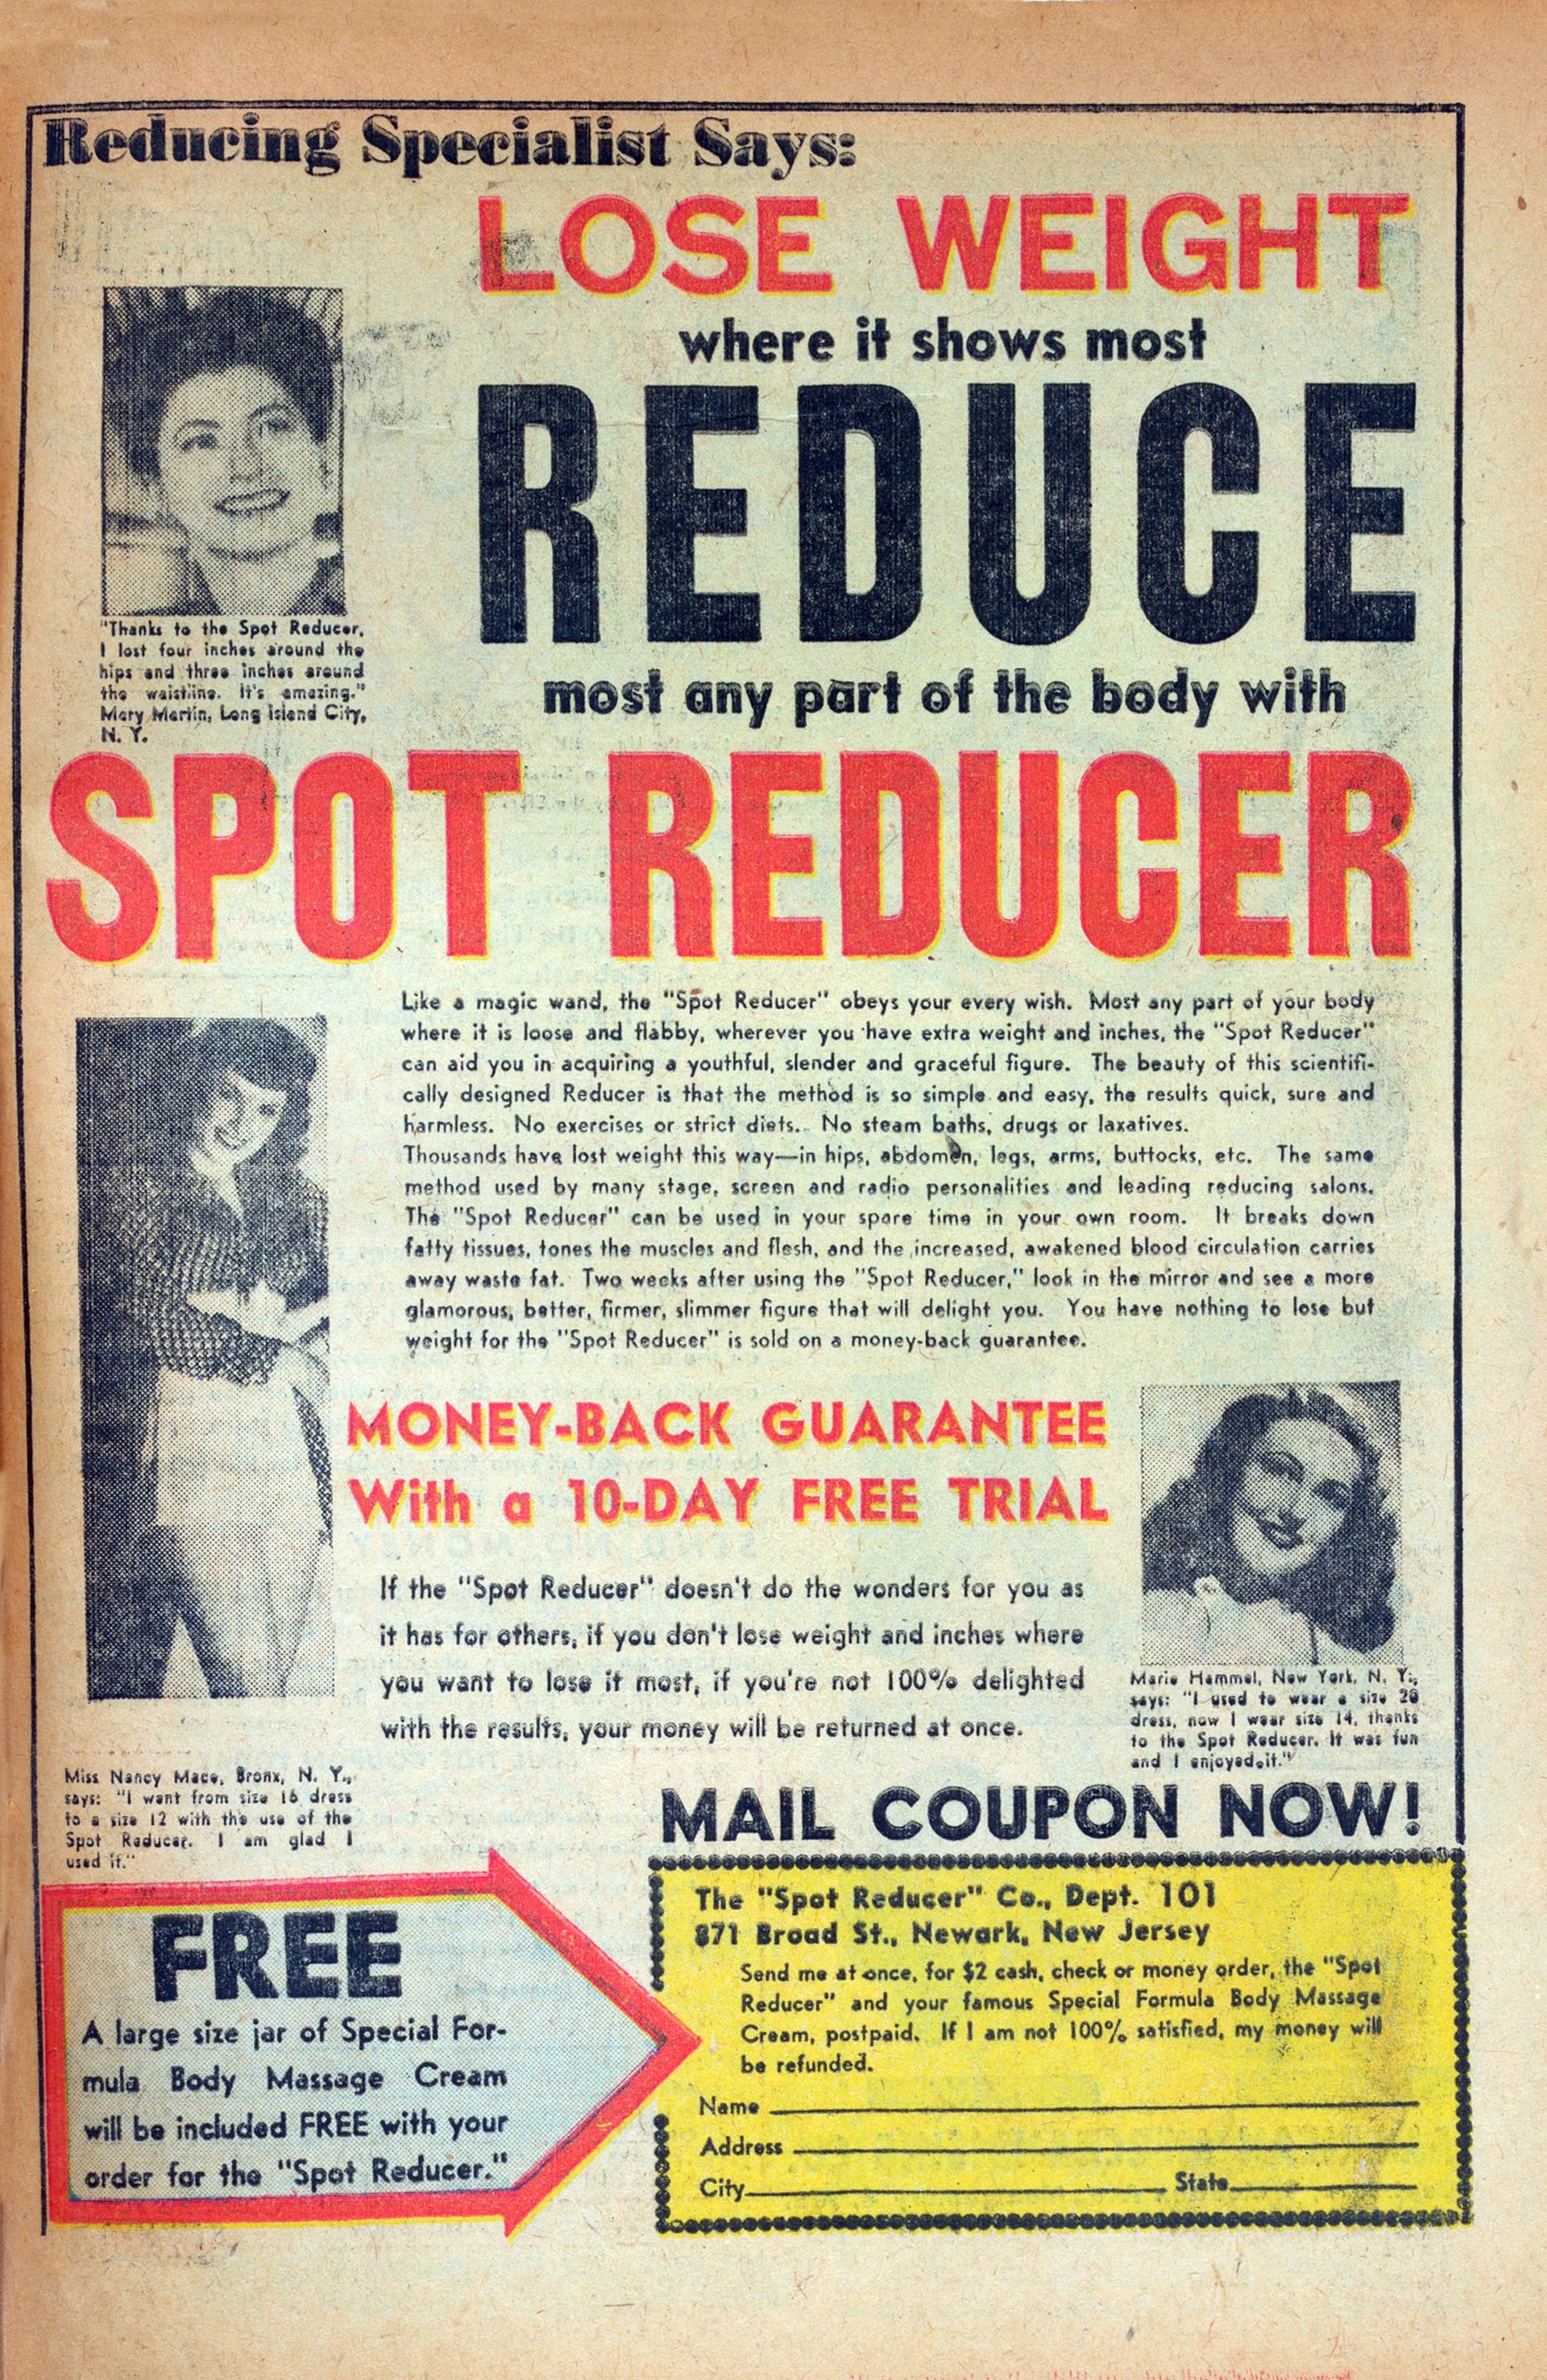 Reducing Specialist Says:
LOSE WEIGHT
where it shows most
REDUCE
most any part of the body with
"Thanks to the Spot Reducer,
I lost four inches around the
hips and three inches around
the waistline. It's amazing."
Mary Martin, Long Island City,
N. Y.
SPOT REDUCER
Like a magic wand, the "Spot Reducer" obeys your every wish. Most any part of your body
where it is loose and flabby, wherever you have extra weight and inches, the "Spot Reducer"
can aid you in acquiring a youthful, slender and graceful figure. The beauty of this scientifi-
cally designed Reducer is that the method is so simple and easy, the results quick, sure and
harmless. No exercises or strict diets. No steam baths, drugs or laxatives.
Thousands have lost weight this way—in hips, abdomen, legs, arms, buttocks, etc. The same
method used by many stage, screen and radio personalities and leading reducing salons.
The "Spot Reducer" can be used in your spare time in your own room. It breaks down
fatty tissues, tones the muscles and flesh, and the increased, awakened blood circulation carries
away waste fat. Two weeks after using the "Spot Reducer," look in the mirror and see a more
glamorous, better, firmer, slimmer figure that will delight you. You have nothing to lose but
weight for the "Spot Reducer" is sold on a money-back guarantee.
MONEY-BACK GUARANTEE
With a 10-DAY FREE TRIAL
If the "Spot Reducer" doesn't do the wonders for you as
it has for others, if you don't lose weight and inches where
you want to lose it most, if you're not 100% delighted
with the results, your money will be returned at once.
Marie Hammel, New York, N. Y.,
says: "I used to wear a size 20
dress, now I wear size 14, thanks
to the Spot Reducer. It was fun
and I enjoyed it."
Miss Nancy Mace, Bronx, N. Y.,
says: "I went from size 16 dress
to a size 12 with the use of the
Spot Reducer. I am glad I
used it."
MAIL COUPON NOW!
FREE
A large size jar of Special For-
mula Body Massage Cream
will be included FREE with your
order for the "Spot Reducer."
The "Spot Reducer" Co., Dept. 101
871 Broad St., Newark, New Jersey
Send me at once, for $2 cash, check or money order, the "Spot
Reducer" and your famous Special Formula Body Massage
Cream, postpaid. If I am not 100% satisfied, my money will
be refunded.
Name
Address
City State